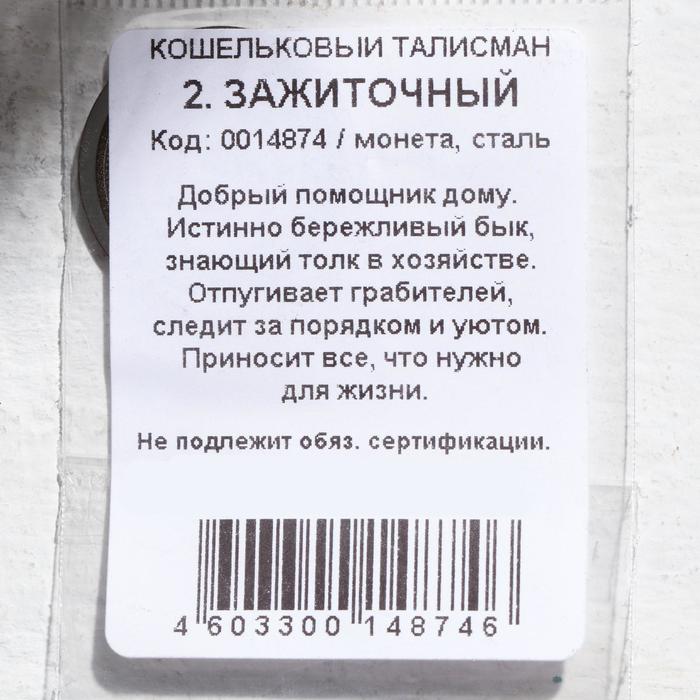 КОШЕЛЬКОВЫЙ ТАЛИСМАН
2. ЗАЖИТОЧНЫЙ
Код: 0014874 / монета, сталь
Добрый помощник дому.
Истинно бережливый бык,
знающий толк в хозяйстве.
Отпугивает грабителей,
следит за порядком и уютом.
Приносит все, что нужно
для жизни.
Не подлежит обяз. сертификации.
4 603300 148746